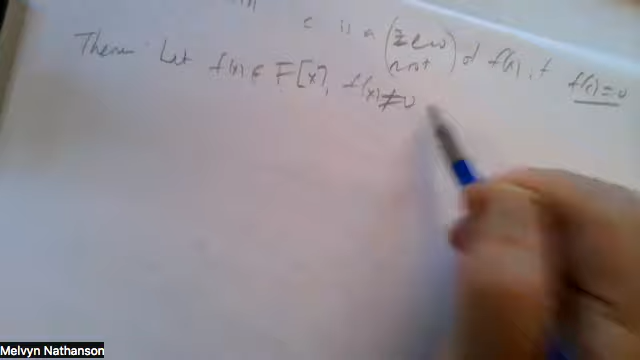 c is a (zero root) of f(x), if f(c)=0
Thm. Let f(x) ∈ F[x], f(x) ≠ 0
Melvyn Nathanson